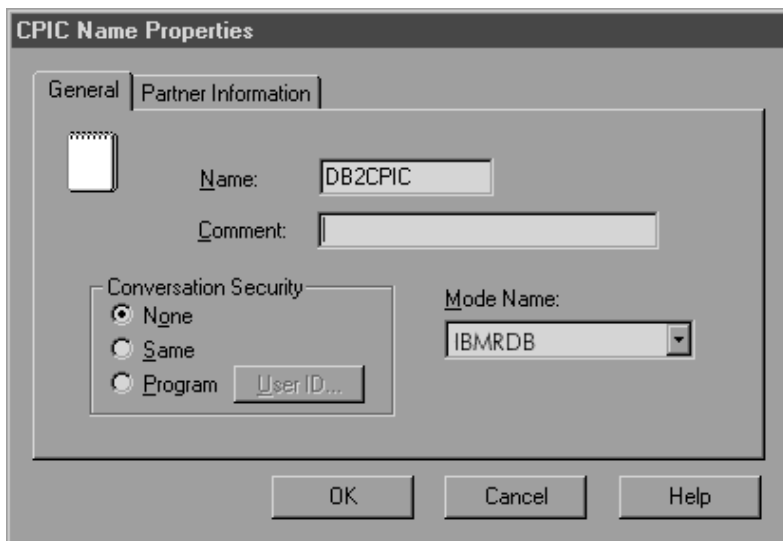 CPIC Name Properties
General Partner Information
Name: DB2CPIC
Comment:
Conversation Security
None
Same
Program User ID...
Mode Name:
IBMRDB
OK Cancel Help